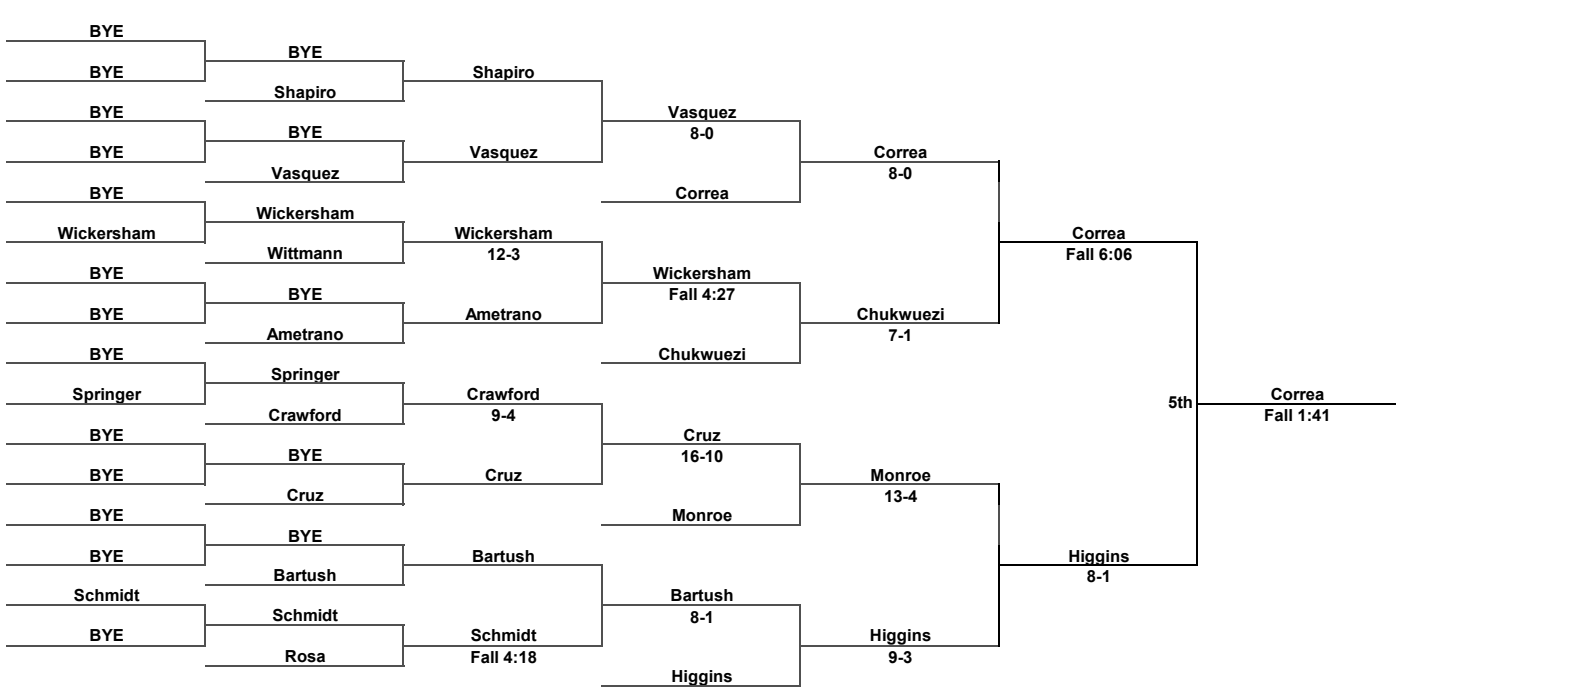 BYE
BYE
BYE
Shapiro
BYE
Shapiro
BYE
Vasquez
BYE
8-0
BYE
Vasquez
Correa
Vasquez
8-0
BYE
Correa
Wickersham
Wickersham
Wickersham
Correa
Wittmann
12-3
Fall 6:06
BYE
Wickersham
BYE
Fall 4:27
BYE
Ametrano
Chukwuezi
Ametrano
7-1
BYE
Chukwuezi
Springer
Springer
Crawford
5th
Correa
Crawford
9-4
Fall 1:41
BYE
Cruz
BYE
16-10
BYE
Cruz
Monroe
Cruz
13-4
BYE
Monroe
BYE
BYE
Bartush
Higgins
Bartush
8-1
Schmidt
Bartush
Schmidt
8-1
BYE
Schmidt
Higgins
Rosa
Fall 4:18
9-3
Higgins